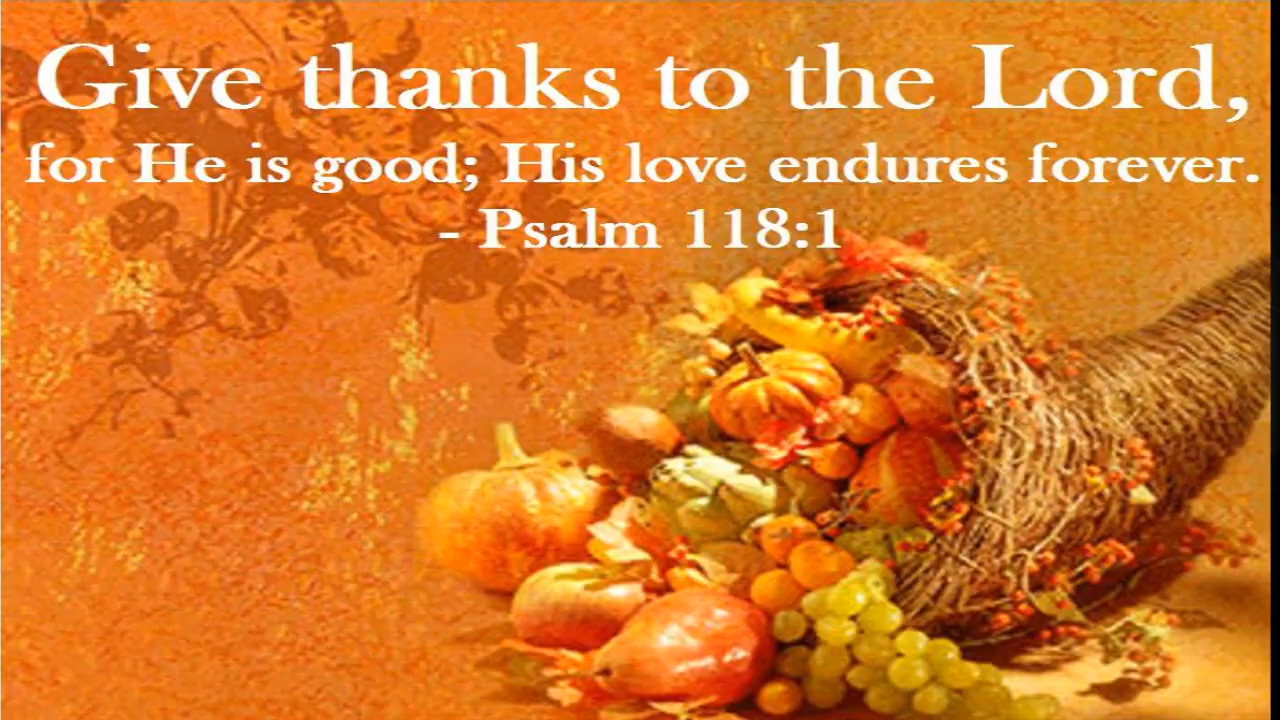 Give thanks to the Lord,
for He is good; His love endures forever.
- Psalm 118:1